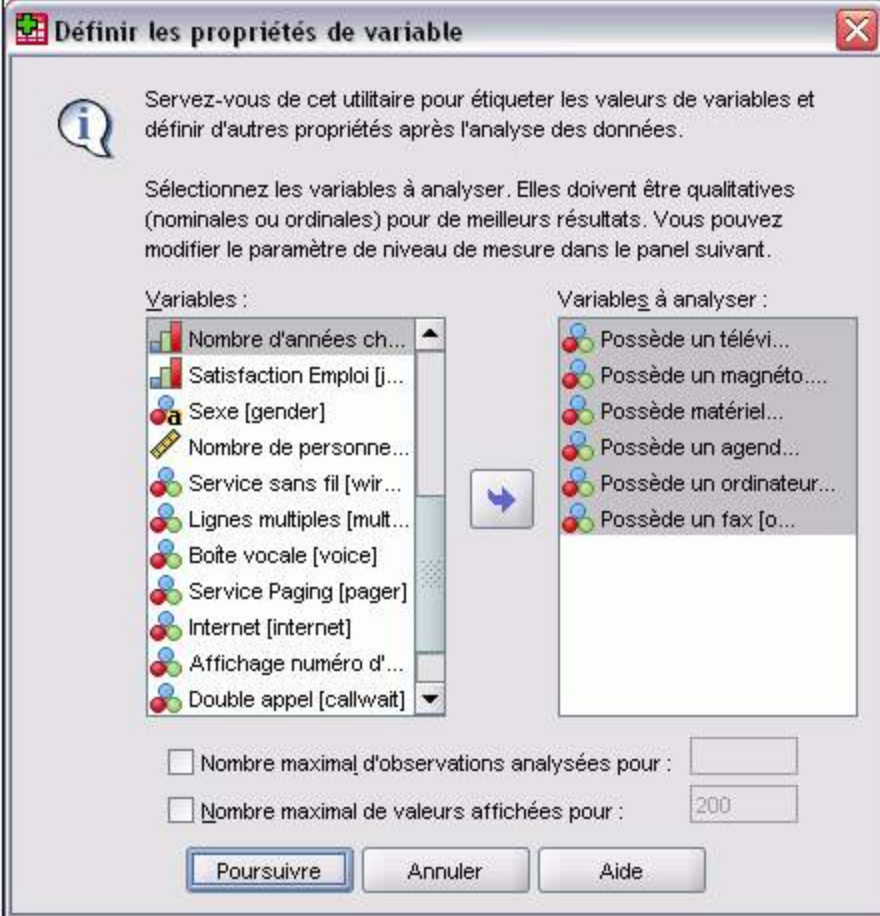 Définir les propriétés de variable
Servez-vous de cet utilitaire pour étiqueter les valeurs de variables et
définir d'autres propriétés après l'analyse des données.
Sélectionnez les variables à analyser. Elles doivent être qualitatives
(nominales ou ordinales) pour de meilleurs résultats. Vous pouvez
modifier le paramètre de niveau de mesure dans le panel suivant.
Variables :
Nombre d'années ch...
Satisfaction Emploi [j...
a Sexe [gender]
Nombre de personne...
Service sans fil [wir...
Lignes multiples [mult...
Boîte vocale [voice]
Service Paging [pager]
Internet [internet]
Affichage numéro d'...
Double appel [callwait]
Variables à analyser :
Possède un télévi...
Possède un magnéto....
Possède matériel...
Possède un agend...
Possède un ordinateur...
Possède un fax [o...
Nombre maximal d'observations analysées pour :
Nombre maximal de valeurs affichées pour : 200
Poursuivre Annuler Aide